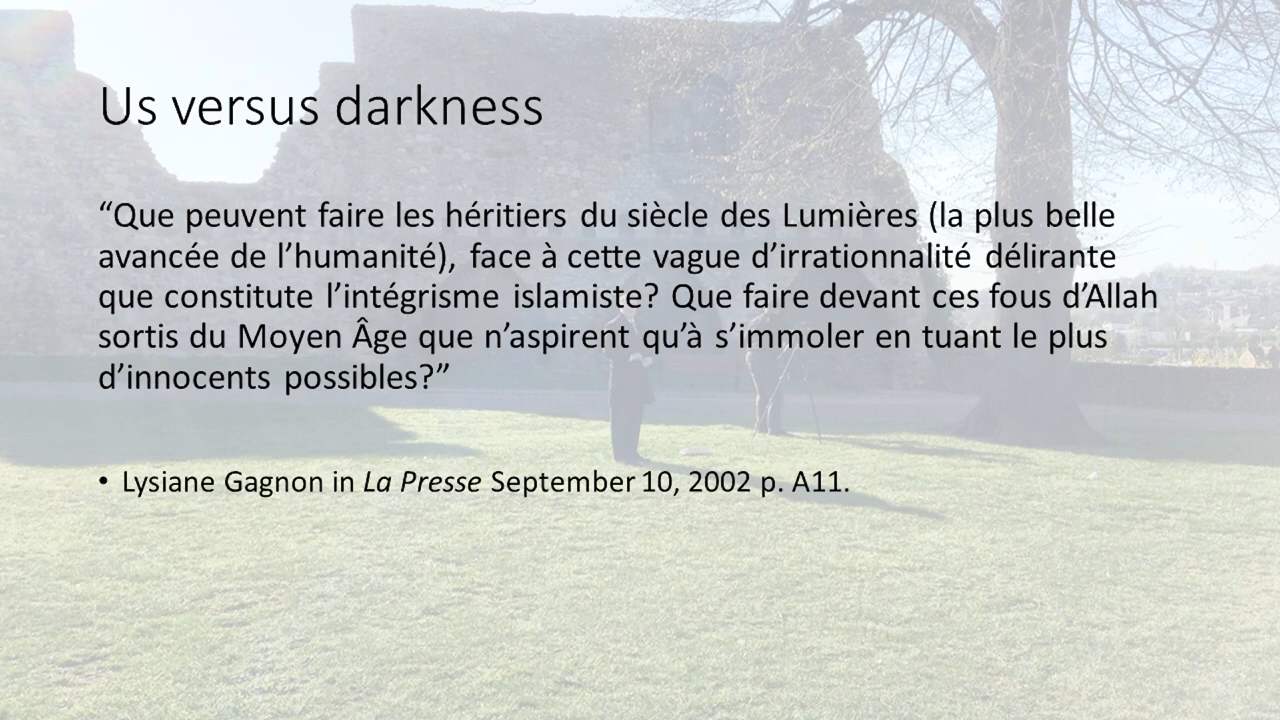 Us versus darkness
“Que peuvent faire les héritiers du siècle des Lumières (la plus belle
avancée de l’humanité), face à cette vague d’irrationnalité délirante
que constitute l’intégrisme islamiste? Que faire devant ces fous d’Allah
sortis du Moyen Âge que n’aspirent qu’à s’immoler en tuant le plus
d’innocents possibles?”
• Lysiane Gagnon in La Presse September 10, 2002 p. A11.